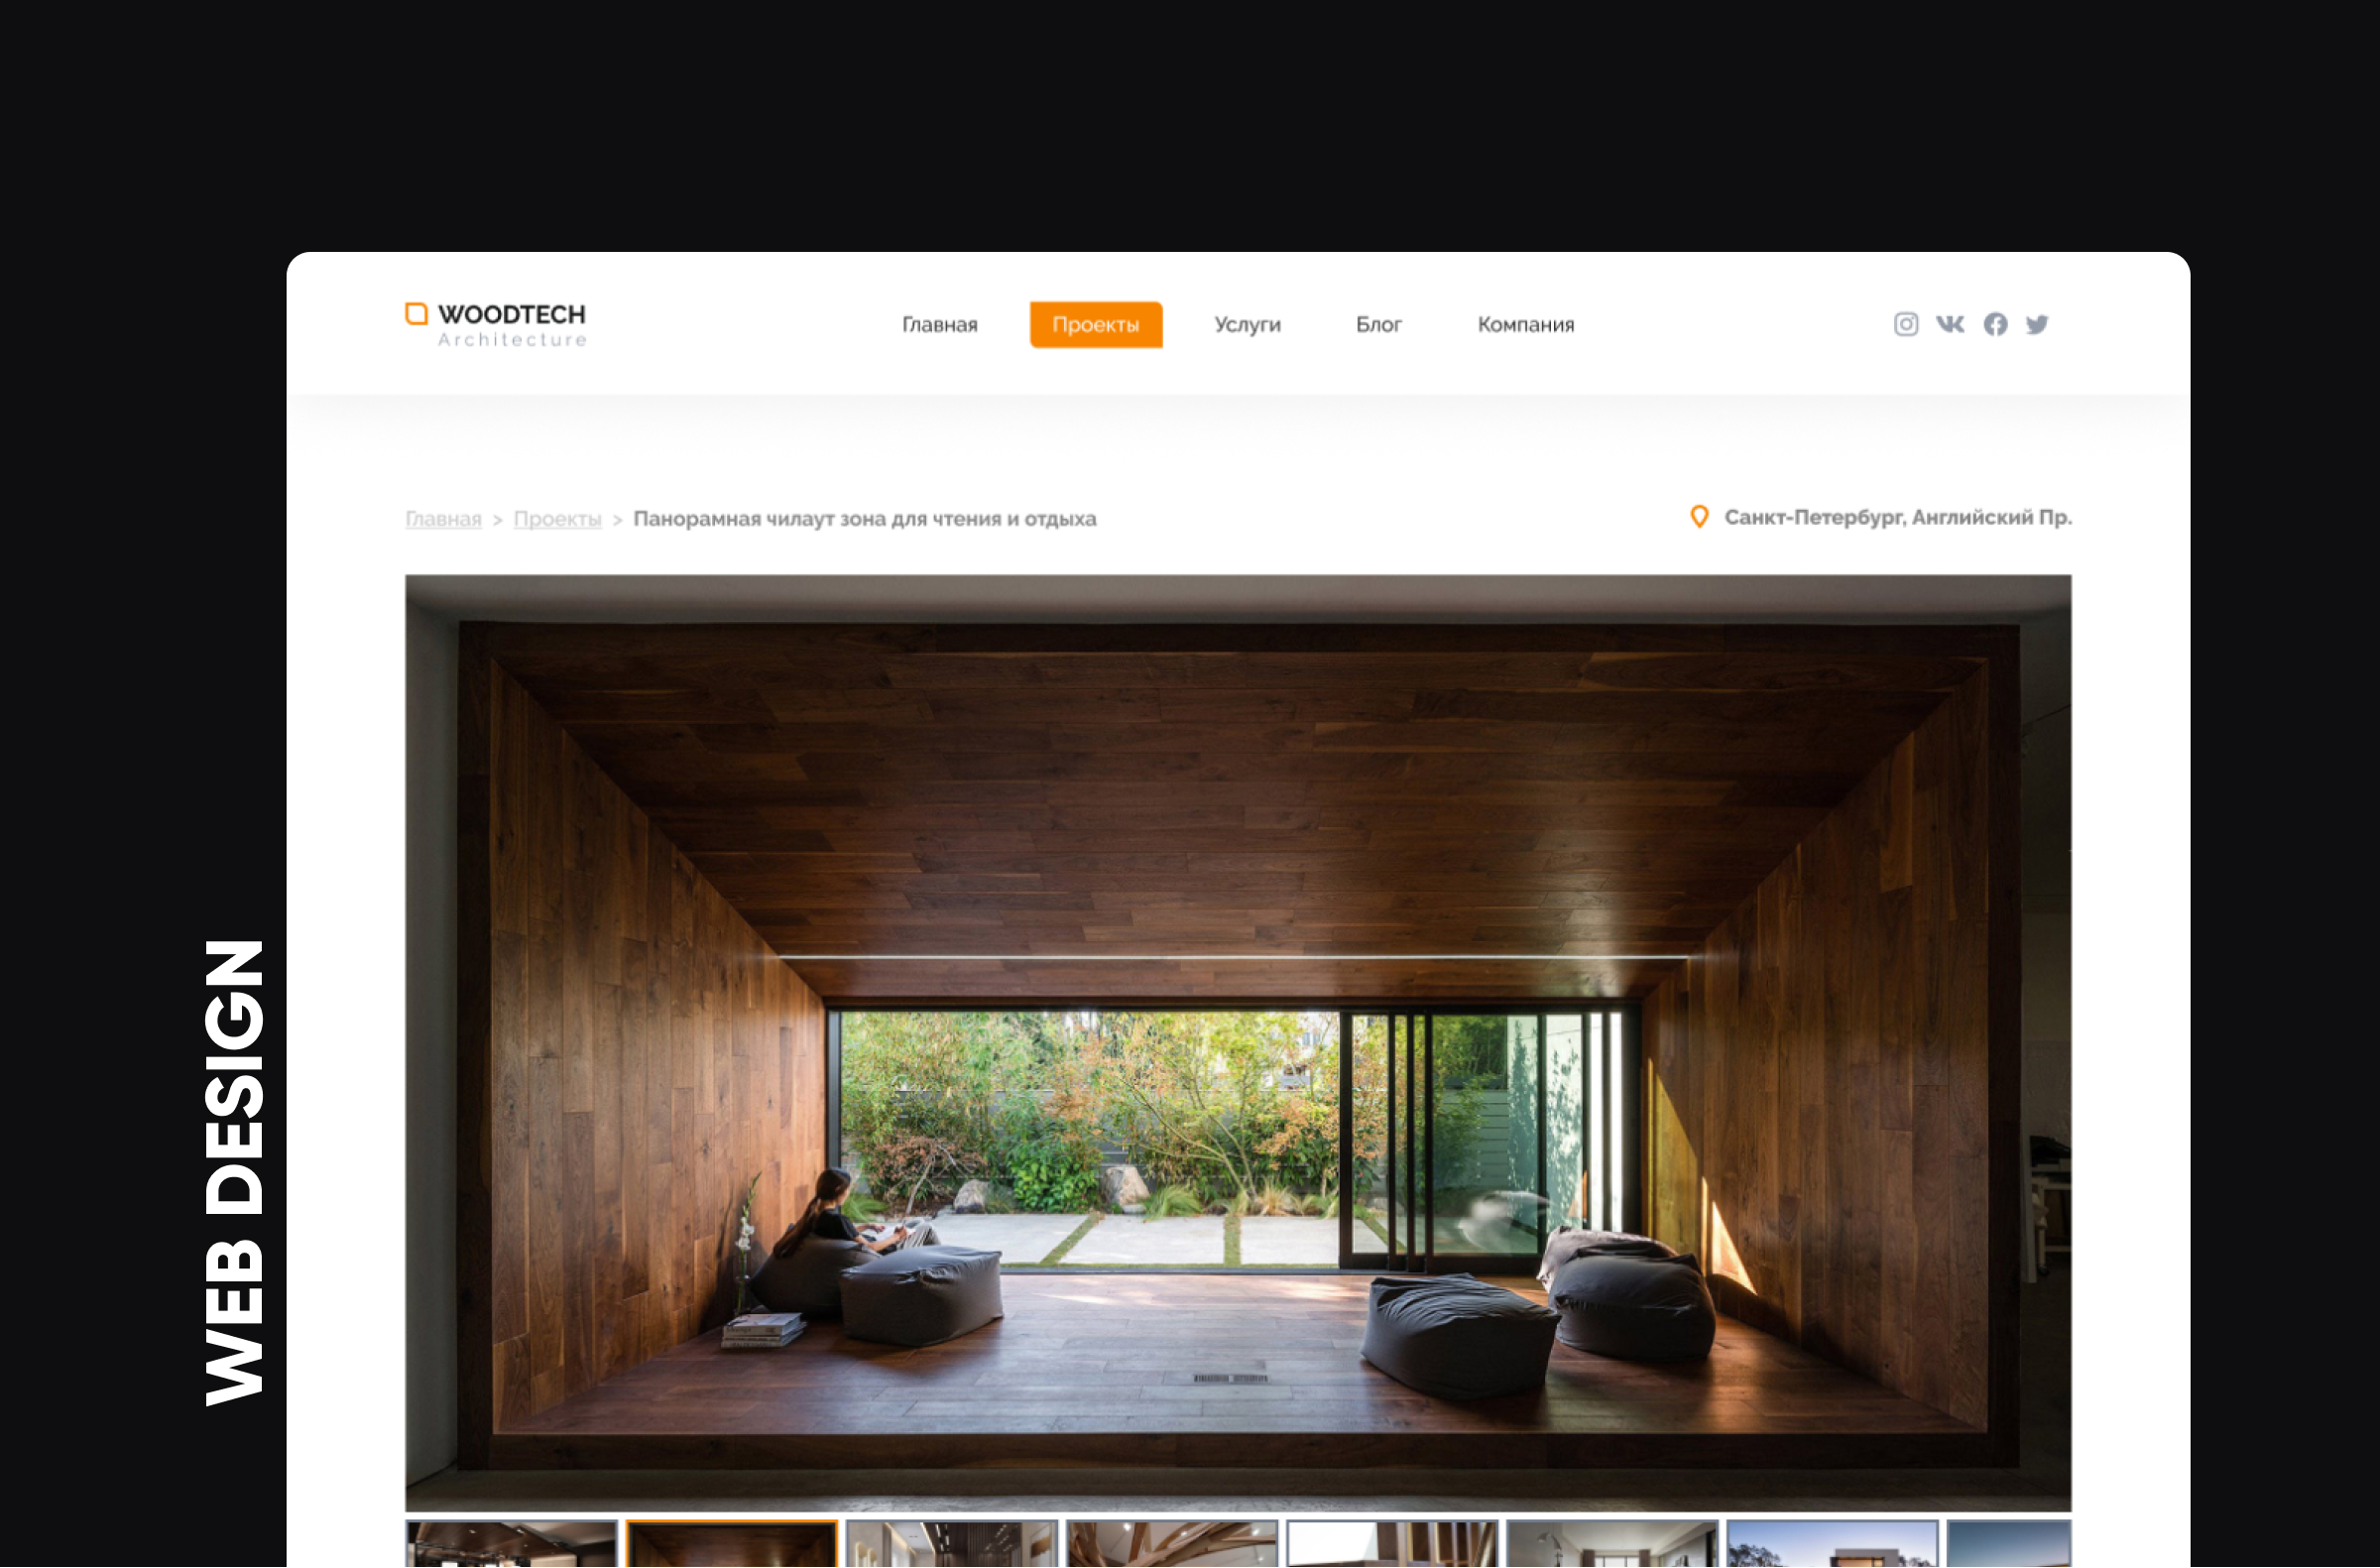 WOODTECH
Architecture
Главная
Проекты
Услуги
Блог
Компания
Главная > Проекты > Панорамная чилаут зона для чтения и отдыха
Санкт-Петербург, Английский Пр.
WEB DESIGN